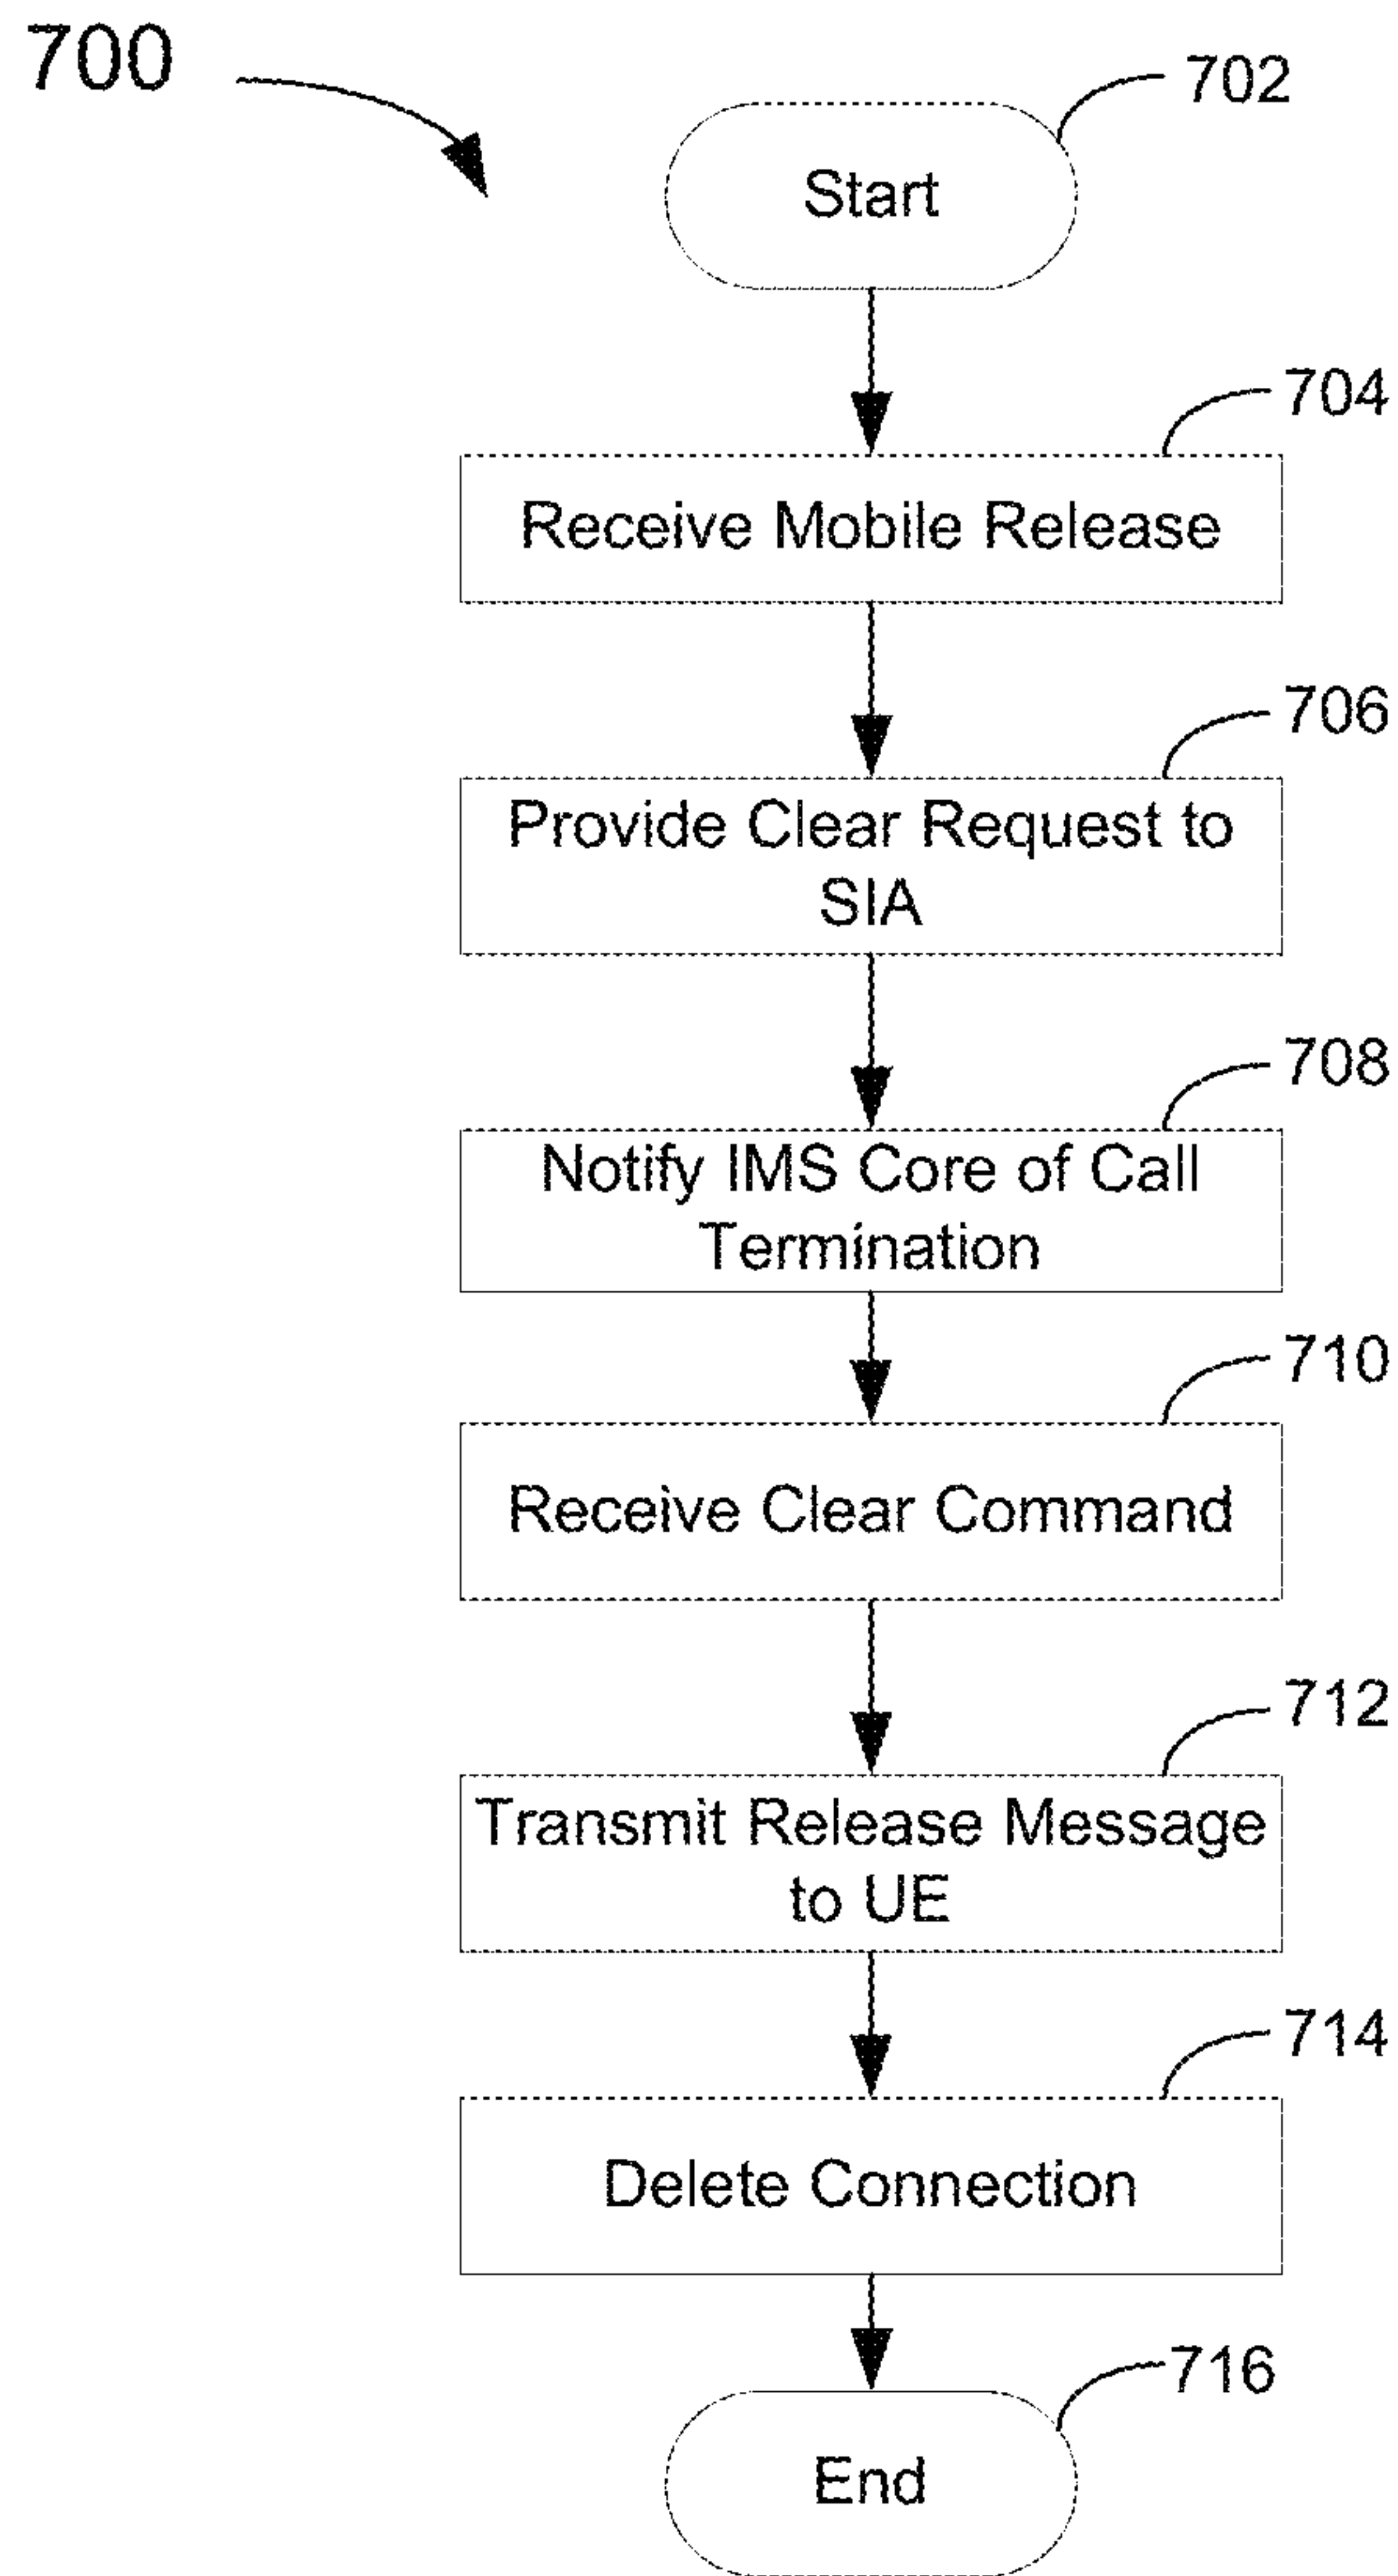 700
702
Start
704
Receive Mobile Release
706
Provide Clear Request to
SIA
708
Notify IMS Core of Call
Termination
710
Receive Clear Command
712
Transmit Release Message
to UE
714
Delete Connection
716
End